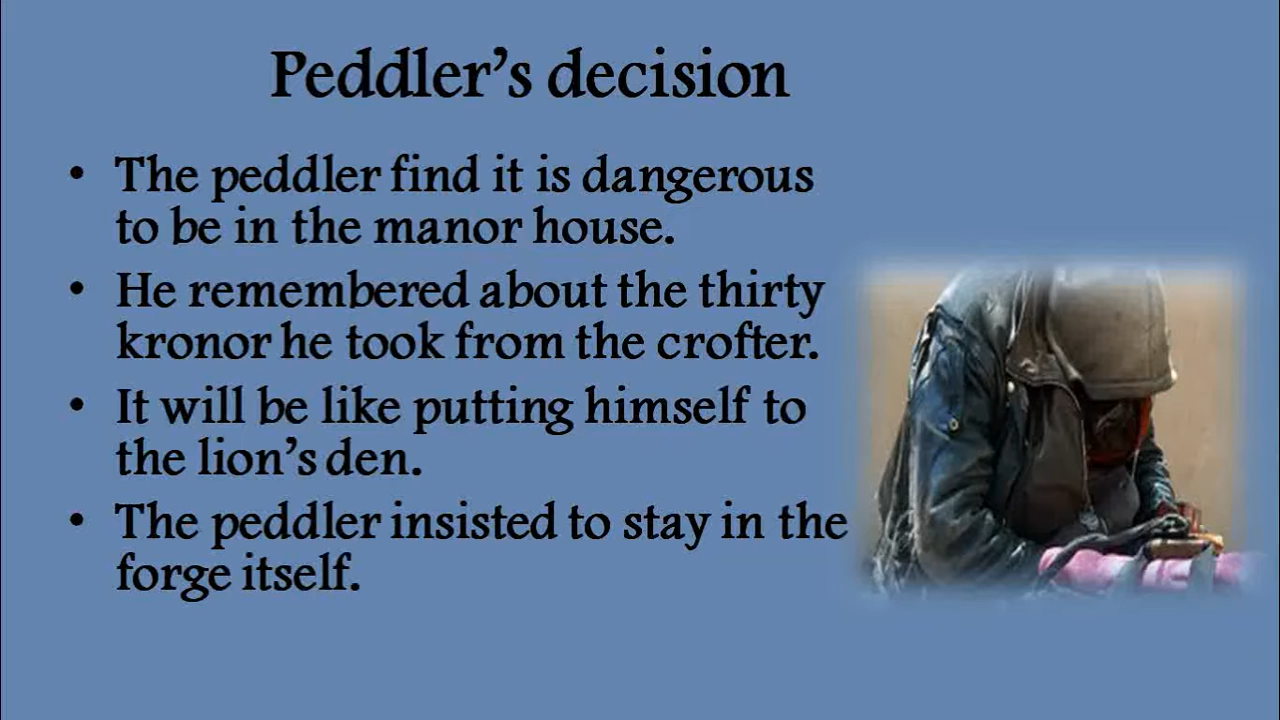 Peddler’s decision
• The peddler find it is dangerous
to be in the manor house.
• He remembered about the thirty
kronor he took from the crofter.
• It will be like putting himself to
the lion’s den.
• The peddler insisted to stay in the
forge itself.